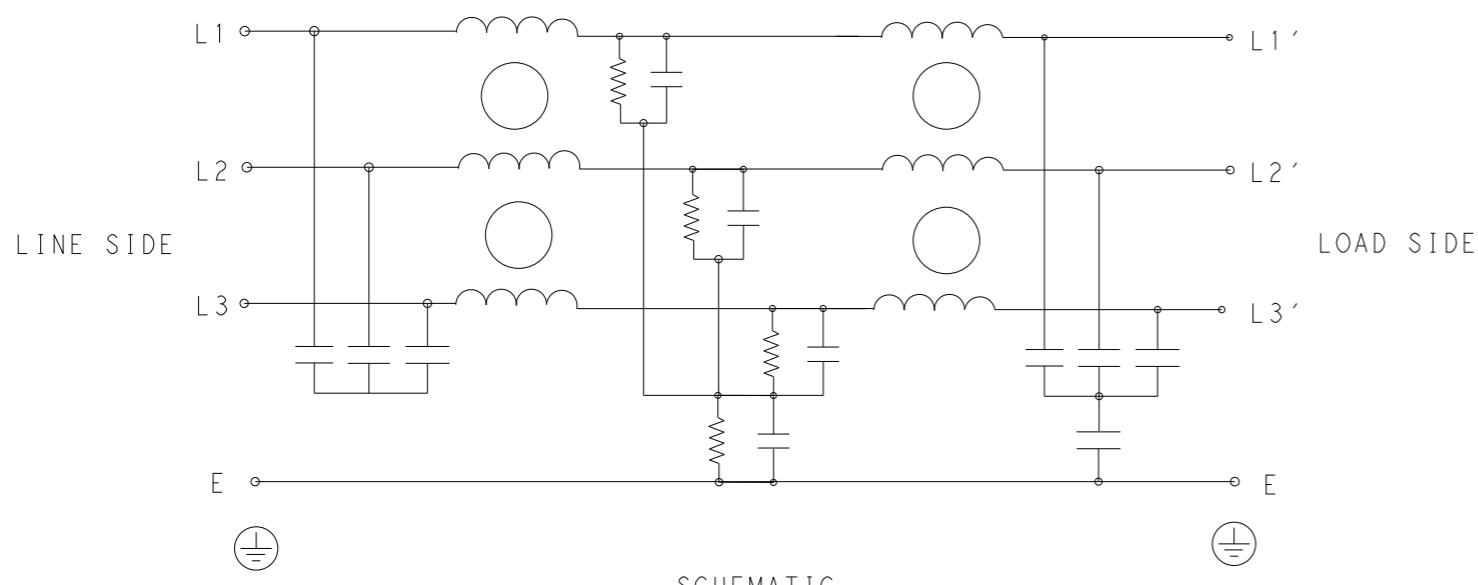 L1 L1′
L2 L2′
LINE SIDE LOAD SIDE
L3 L3′
E E
SCHEMATIC